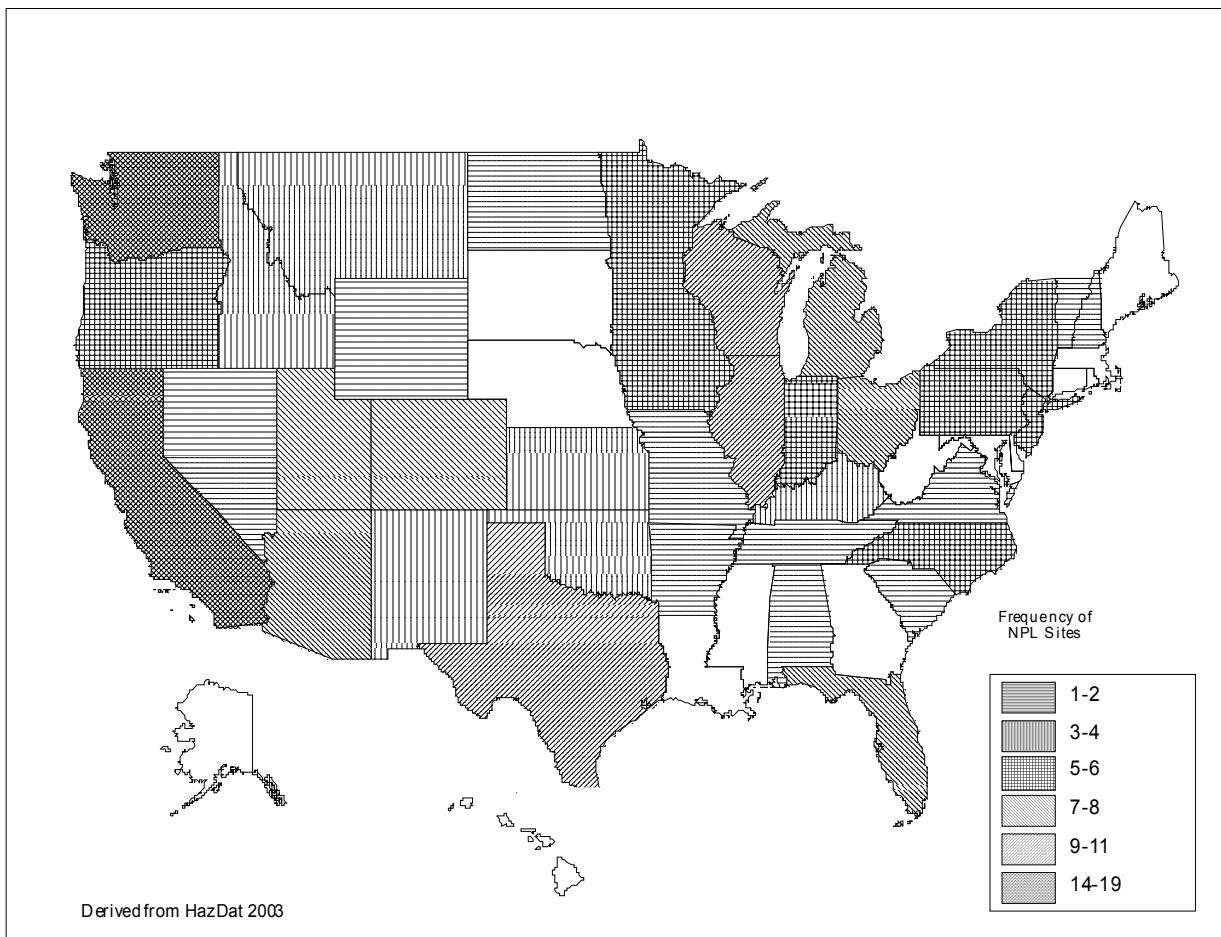 Frequency of
NPL Sites
1-2
3-4
5-6
7-8
9-11
14-19
Derived from HazDat 2003